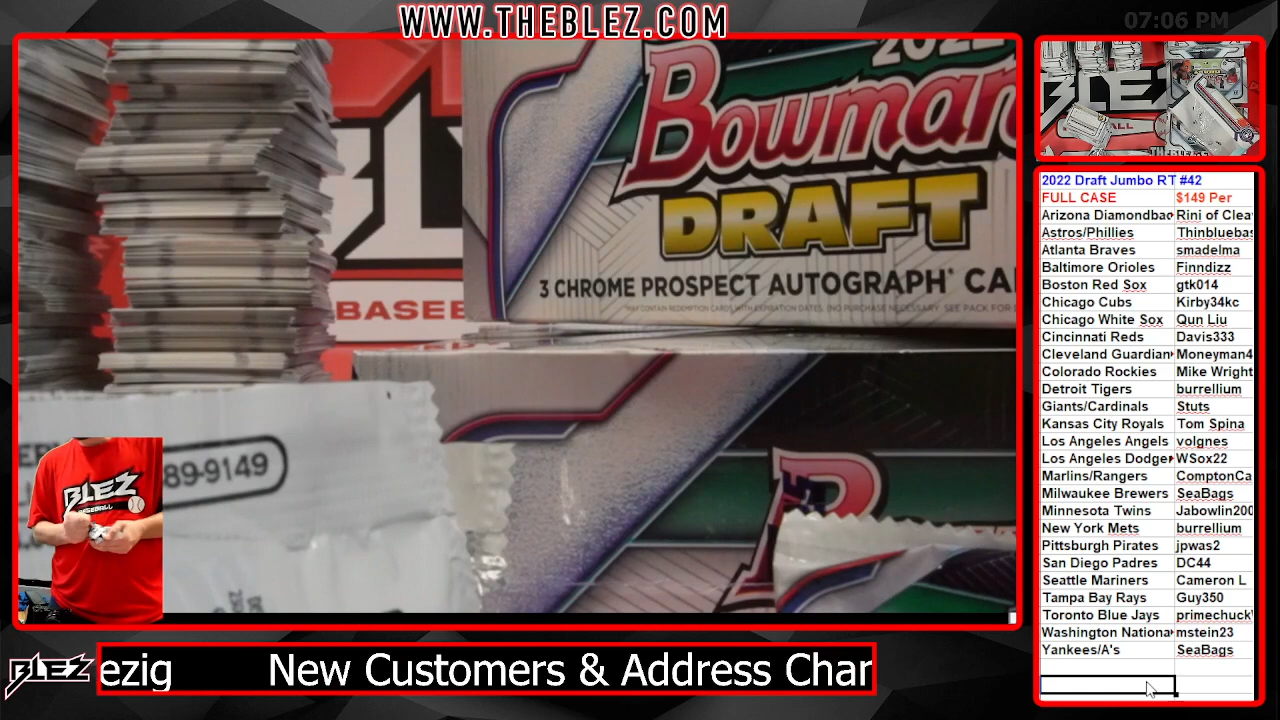 WWW.THEBLEZ.COM
07:06 PM
2022
Bowman
DRAFT
3 CHROME PROSPECT AUTOGRAPH* CA
BASEB
89-9149
BLEZ
BASEBALL
2022 Draft Jumbo RT #42
FULL CASE $149 Per
Arizona Diamondbac Rini of Clea
Astros/Phillies Thinbluebas
Atlanta Braves smadelma
Baltimore Orioles Finndizz
Boston Red Sox gtk014
Chicago Cubs Kirby34kc
Chicago White Sox Qun Liu
Cincinnati Reds Davis333
Cleveland Guardian Moneyman4
Colorado Rockies Mike Wright
Detroit Tigers burrellium
Giants/Cardinals Stuts
Kansas City Royals Tom Spina
Los Angeles Angels volgnes
Los Angeles Dodge WSox22
Marlins/Rangers ComptonCa
Milwaukee Brewers SeaBags
Minnesota Twins Jabowlin200
New York Mets burrellium
Pittsburgh Pirates jpwas2
San Diego Padres DC44
Seattle Mariners Cameron L
Tampa Bay Rays Guy350
Toronto Blue Jays primechuck
Washington Nationa mstein23
Yankees/A's SeaBags
BLEZ
ezig New Customers & Address Char